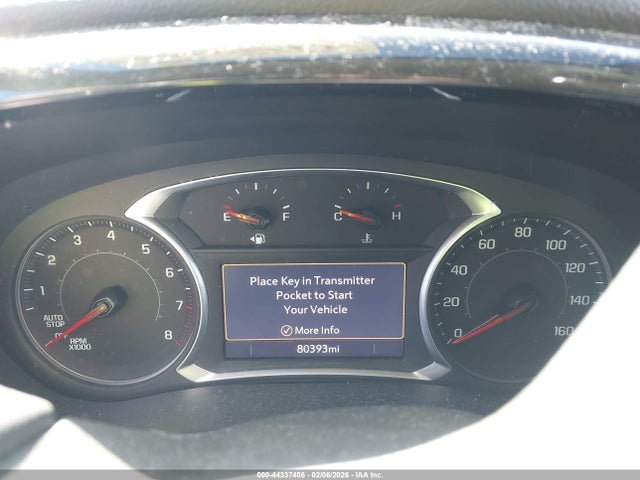 E F
C H
1 2 3 4 5 6 7 8
AUTO
STOP
RPM
X1000
Place Key in Transmitter
Pocket to Start
Your Vehicle
More Info
80393mi
0 20 40 60 80 100 120 140 160
000-44337406 - 02/06/2026 - IAA Inc.